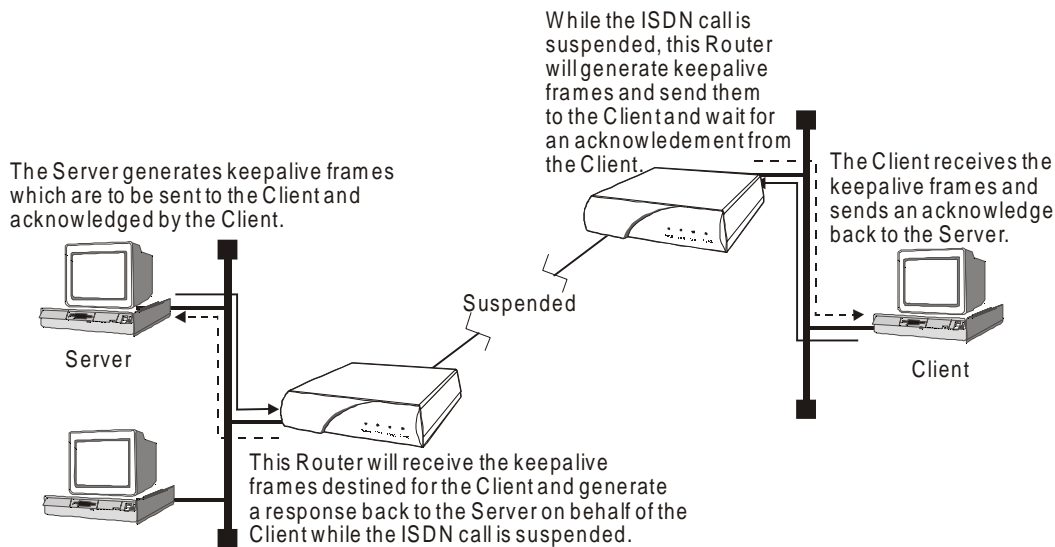 While the ISDN call is
suspended, this Router
will generate keepalive
frames and send them
to the Client and wait for
an acknowledement from
the Client.
The Server generates keepalive frames
which are to be sent to the Client and
acknowledged by the Client.
The Client receives the
keepalive frames and
sends an acknowledge
back to the Server.
Suspended
Server
Client
This Router will receive the keepalive
frames destined for the Client and generate
a response back to the Server on behalf of the
Client while the ISDN call is suspended.